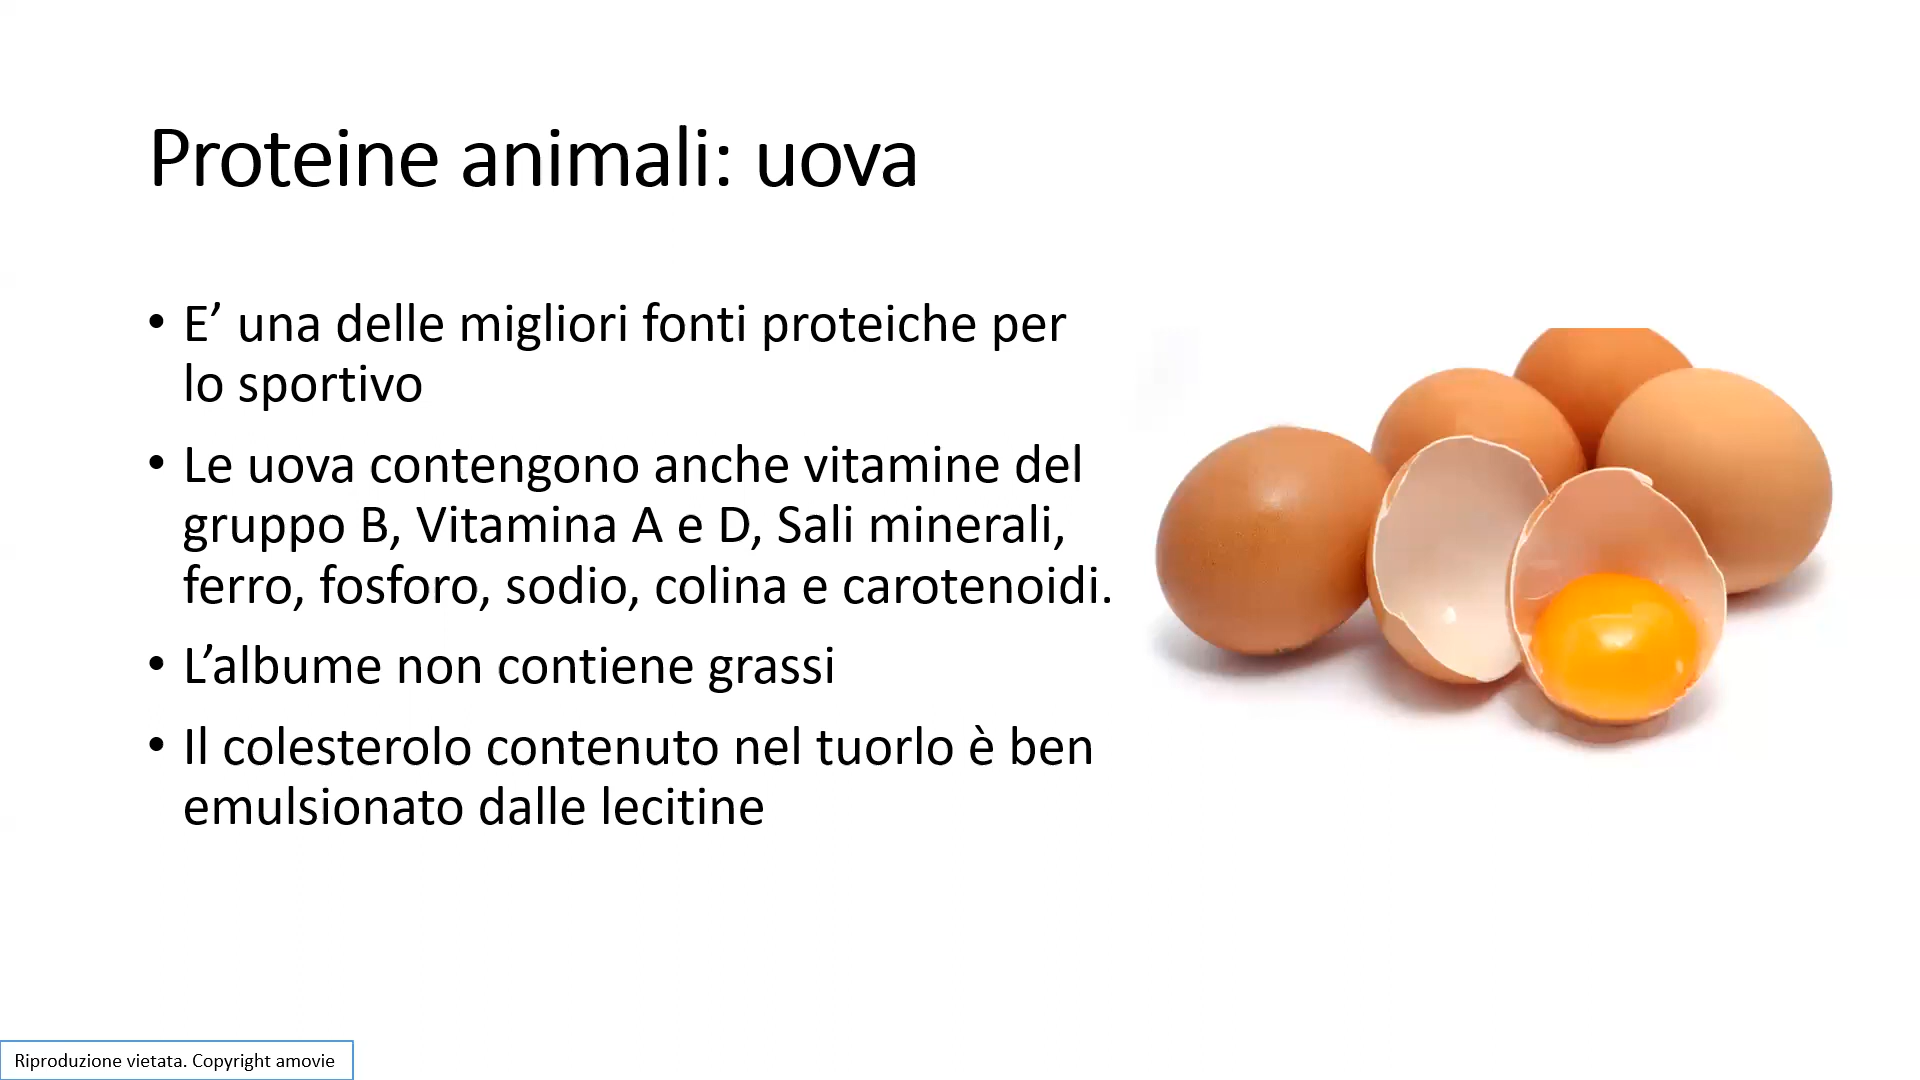 Proteine animali: uova
• E’ una delle migliori fonti proteiche per
lo sportivo
• Le uova contengono anche vitamine del
gruppo B, Vitamina A e D, Sali minerali,
ferro, fosforo, sodio, colina e carotenoidi.
• L’albume non contiene grassi
• Il colesterolo contenuto nel tuorlo è ben
emulsionato dalle lecitine
Riproduzione vietata. Copyright amovie